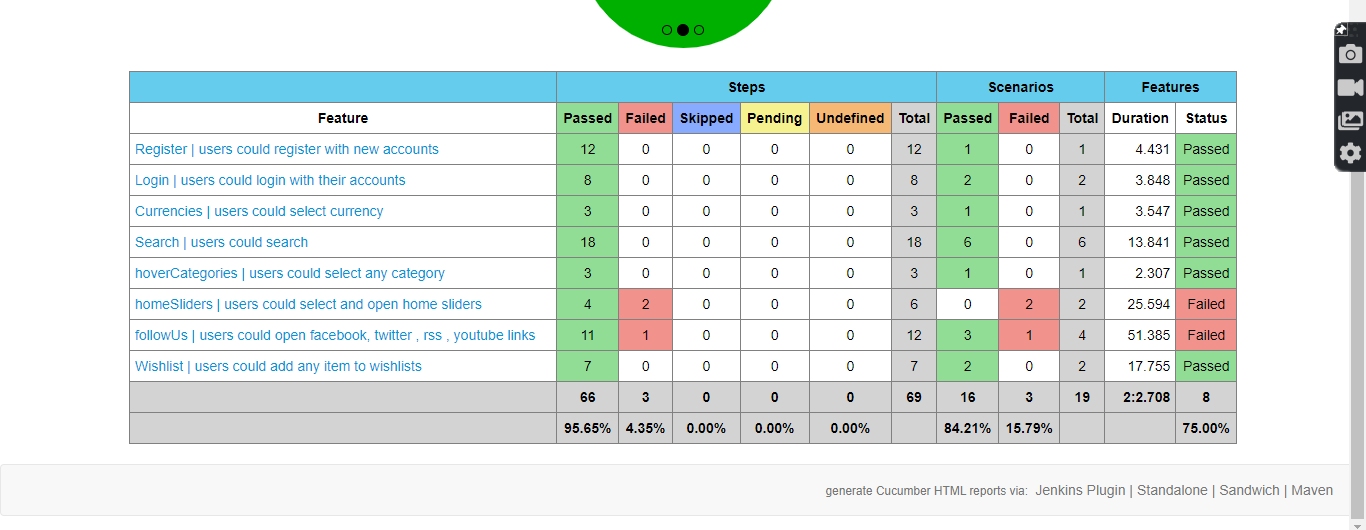 Steps Scenarios Features
Feature Passed Failed Skipped Pending Undefined Total Passed Failed Total Duration Status
Register | users could register with new accounts 12 0 0 0 0 12 1 0 1 4.431 Passed
Login | users could login with their accounts 8 0 0 0 0 8 2 0 2 3.848 Passed
Currencies | users could select currency 3 0 0 0 0 3 1 0 1 3.547 Passed
Search | users could search 18 0 0 0 0 18 6 0 6 13.841 Passed
hoverCategories | users could select any category 3 0 0 0 0 3 1 0 1 2.307 Passed
homeSliders | users could select and open home sliders 4 2 0 0 0 6 0 2 2 25.594 Failed
followUs | users could open facebook, twitter , rss , youtube links 11 1 0 0 0 12 3 1 4 51.385 Failed
Wishlist | users could add any item to wishlists 7 0 0 0 0 7 2 0 2 17.755 Passed
66 3 0 0 0 69 16 3 19 2:2.708 8
95.65% 4.35% 0.00% 0.00% 0.00% 84.21% 15.79% 75.00%
generate Cucumber HTML reports via: Jenkins Plugin | Standalone | Sandwich | Maven